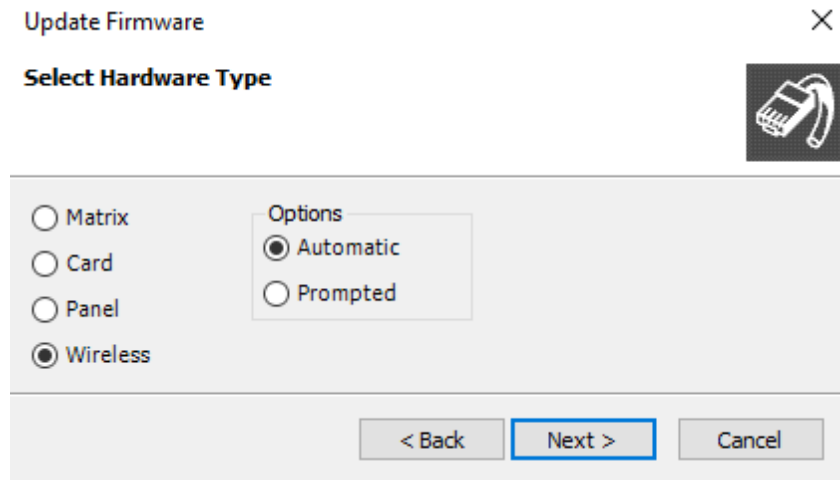 Update Firmware
Select Hardware Type
Matrix
Card
Panel
Wireless
Options
Automatic
Prompted
< Back
Next >
Cancel